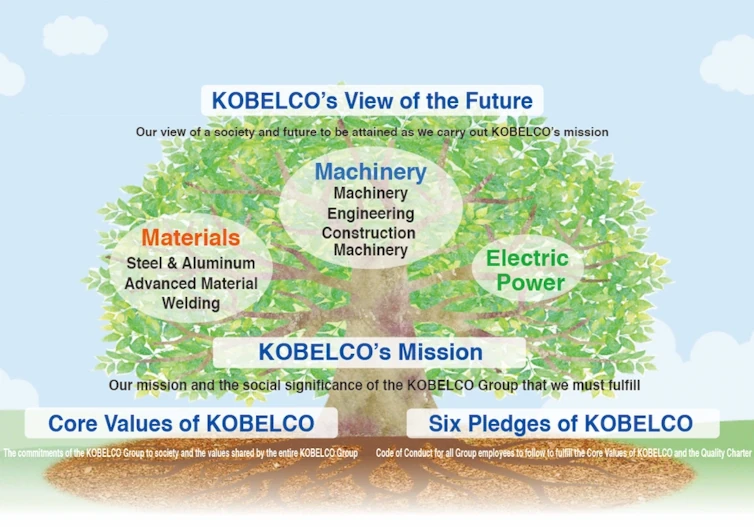 KOBELCO’s View of the Future
Our view of a society and future to be attained as we carry out KOBELCO’s mission
Machinery
Machinery
Engineering
Construction
Machinery
Materials
Steel & Aluminum
Advanced Material
Welding
Electric
Power
KOBELCO’s Mission
Our mission and the social significance of the KOBELCO Group that we must fulfill
Core Values of KOBELCO
The commitments of the KOBELCO Group to society and the values shared by the entire KOBELCO Group
Six Pledges of KOBELCO
Code of Conduct for all Group employees to follow to fulfill the Core Values of KOBELCO and the Quality Charter